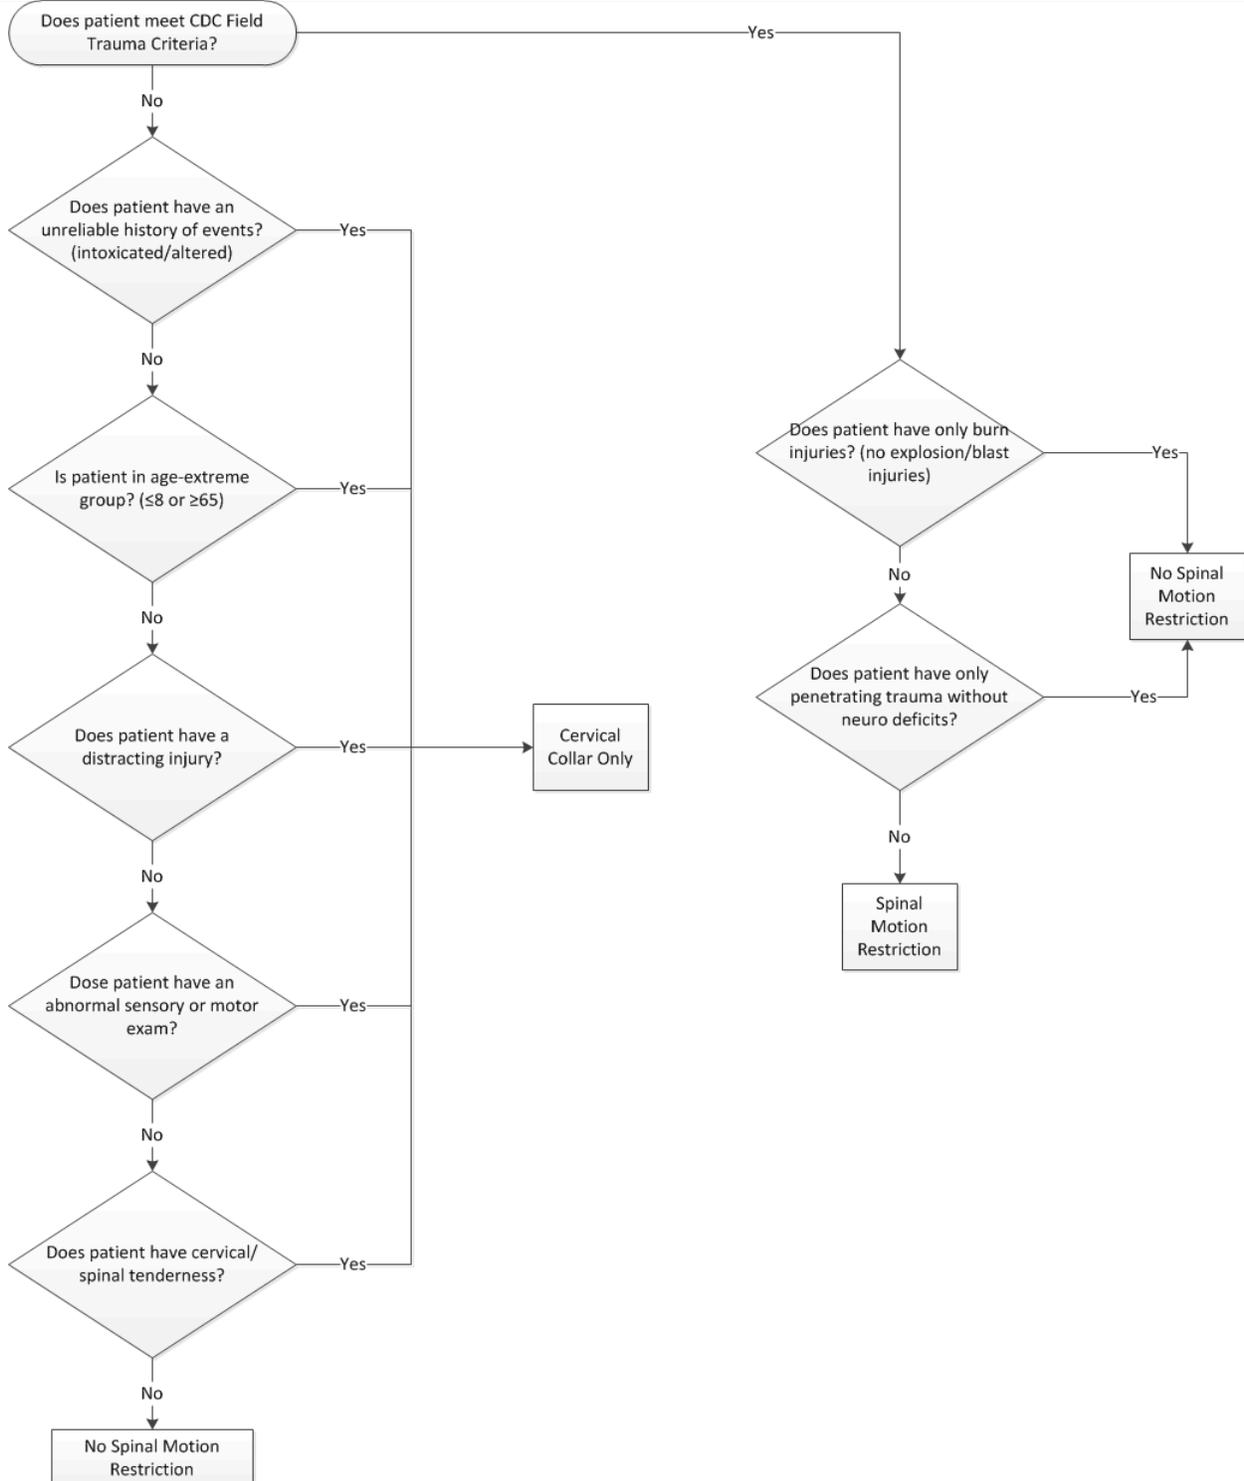 Does patient meet CDC Field
Trauma Criteria?
Yes
No
Does patient have an
unreliable history of events?
(intoxicated/altered)
Yes
No
Is patient in age-extreme
group? (≤8 or ≥65)
Yes
No
Does patient have a
distracting injury?
Yes
Cervical
Collar Only
No
Dose patient have an
abnormal sensory or motor
exam?
Yes
No
Does patient have cervical/
spinal tenderness?
Yes
No
No Spinal Motion
Restriction
Does patient have only burn
injuries? (no explosion/blast
injuries)
Yes
No
No Spinal
Motion
Restriction
Does patient have only
penetrating trauma without
neuro deficits?
Yes
No
Spinal
Motion
Restriction